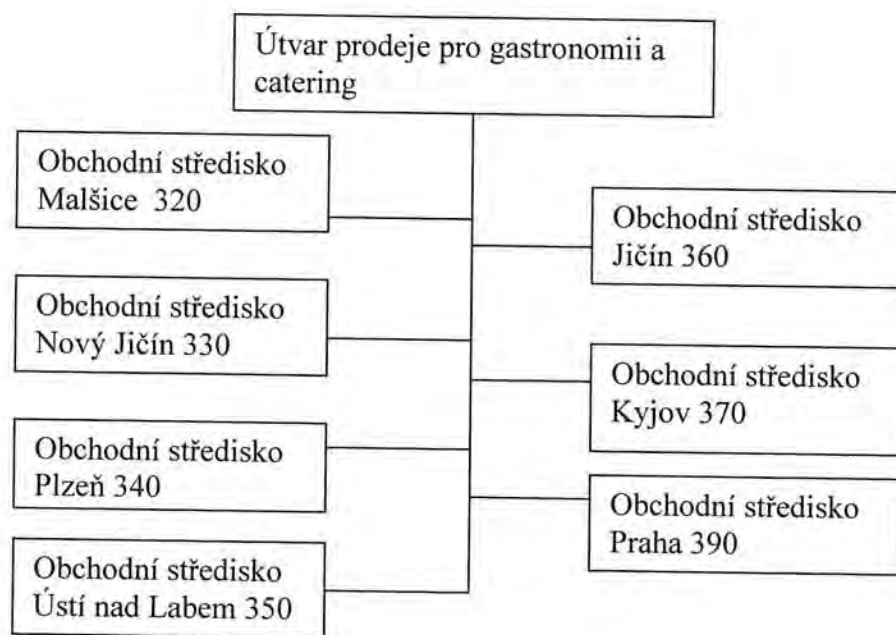 Útvar prodeje pro gastronomii a
catering
Obchodní středisko
Malšice 320
Obchodní středisko
Nový Jičín 330
Obchodní středisko
Plzeň 340
Obchodní středisko
Ústí nad Labem 350
Obchodní středisko
Jičín 360
Obchodní středisko
Kyjov 370
Obchodní středisko
Praha 390